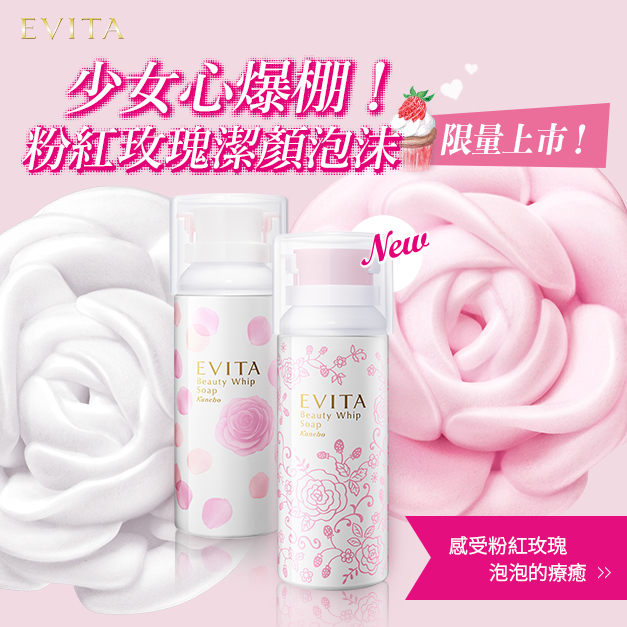 EVITA
少女心爆棚！
粉紅玫瑰潔顏泡沫
限量上市！
New
EVITA
Beauty Whip
Soap
Kanebo
EVITA
Beauty Whip
Soap
Kanebo
感受粉紅玫瑰
泡泡的療癒 >>